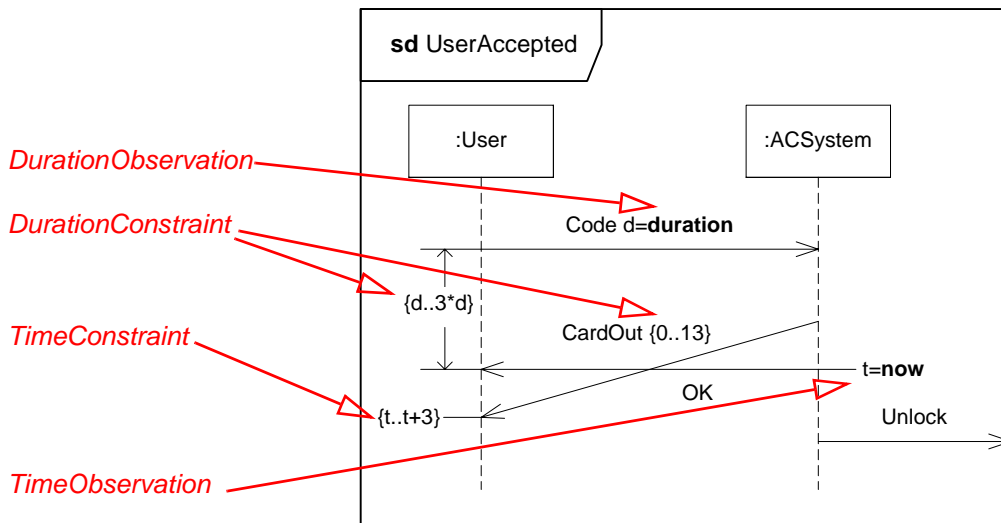 sd UserAccepted
:User
:ACSystem
DurationObservation
Code d=duration
DurationConstraint
{d..3*d}
CardOut {0..13}
TimeConstraint
t=now
OK
{t..t+3}
Unlock
TimeObservation